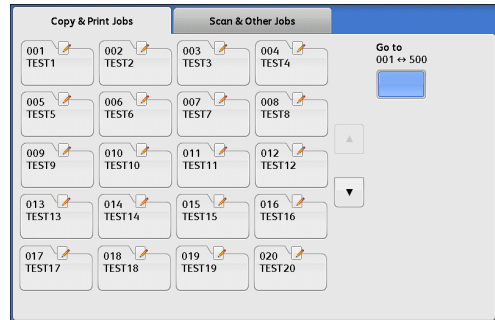 Copy & Print Jobs
Scan & Other Jobs
001
TEST1
002
TEST2
003
TEST3
004
TEST4
Go to
001 ↔ 500
005
TEST5
006
TEST6
007
TEST7
008
TEST8
009
TEST9
010
TEST10
011
TEST11
012
TEST12
013
TEST13
014
TEST14
015
TEST15
016
TEST16
017
TEST17
018
TEST18
019
TEST19
020
TEST20